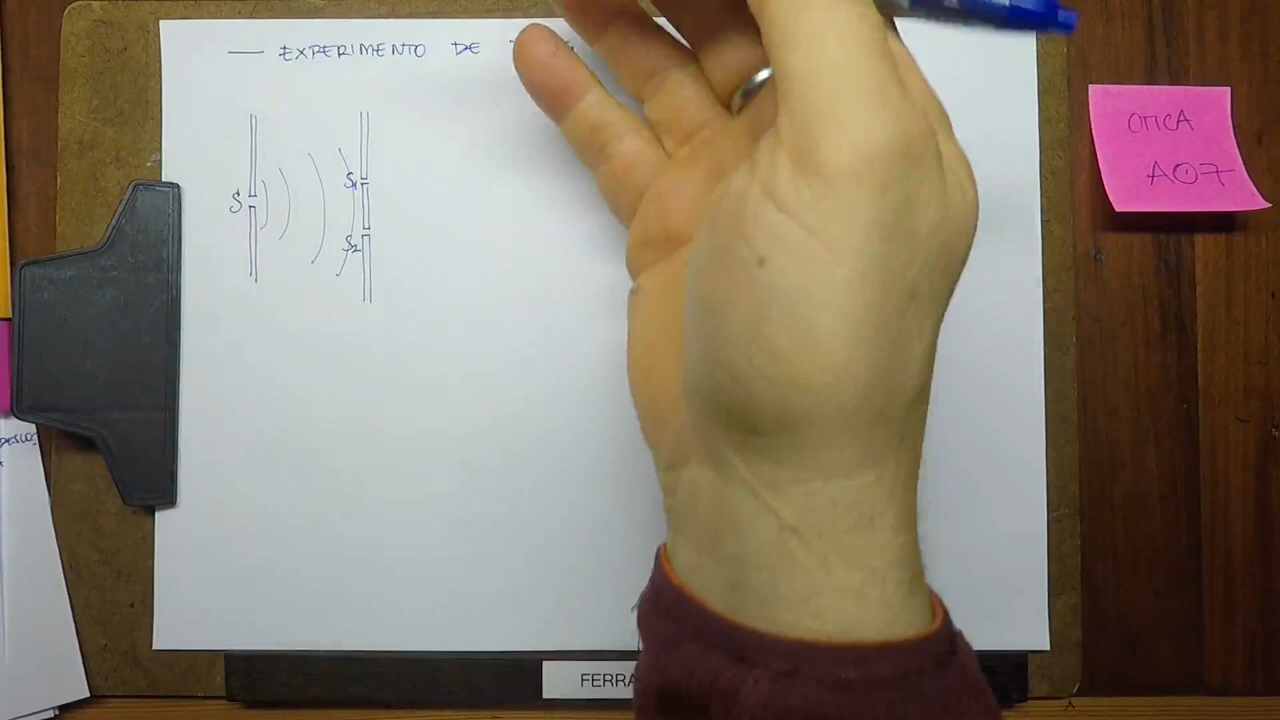 — EXPERIMENTO DE
S
S1
S2
OTICA
A07
FERRA